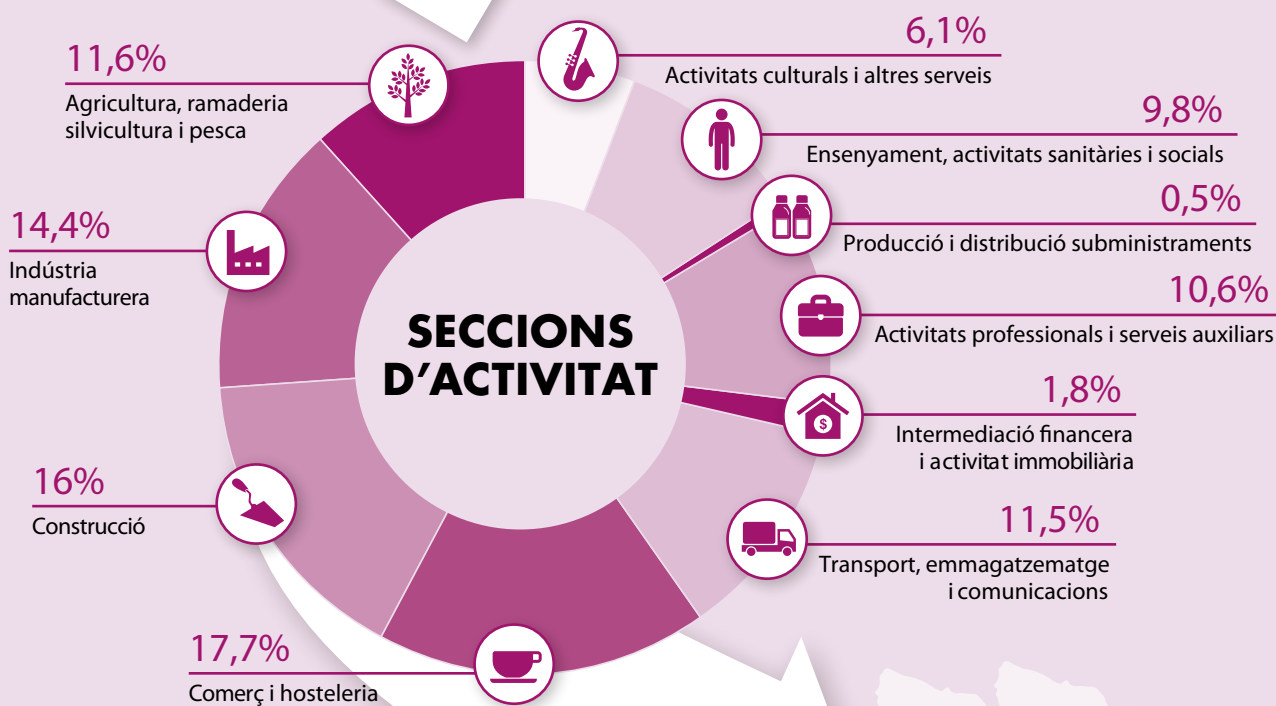 11,6%
Agricultura, ramaderia
silvicultura i pesca
14,4%
Indústria
manufacturera
16%
Construcció
17,7%
Comerç i hosteleria
SECCIONS
D’ACTIVITAT
6,1%
Activitats culturals i altres serveis
9,8%
Ensenyament, activitats sanitàries i socials
0,5%
Producció i distribució subministraments
10,6%
Activitats professionals i serveis auxiliars
1,8%
$
Intermediació financera
i activitat immobiliària
11,5%
Transport, emmagatzematge
i comunicacions